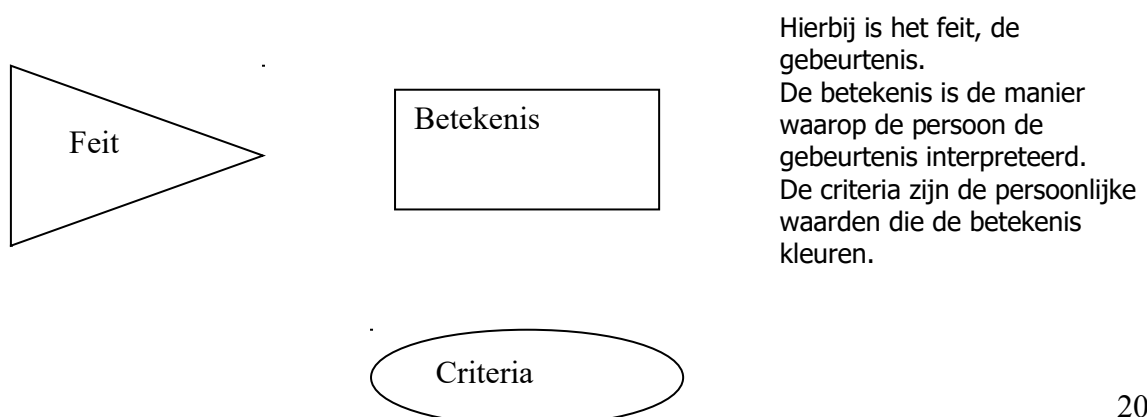 Feit
Betekenis
Hierbij is het feit, de
gebeurtenis.
De betekenis is de manier
waarop de persoon de
gebeurtenis interpreteerd.
De criteria zijn de persoonlijke
waarden die de betekenis
kleuren.
Criteria
20